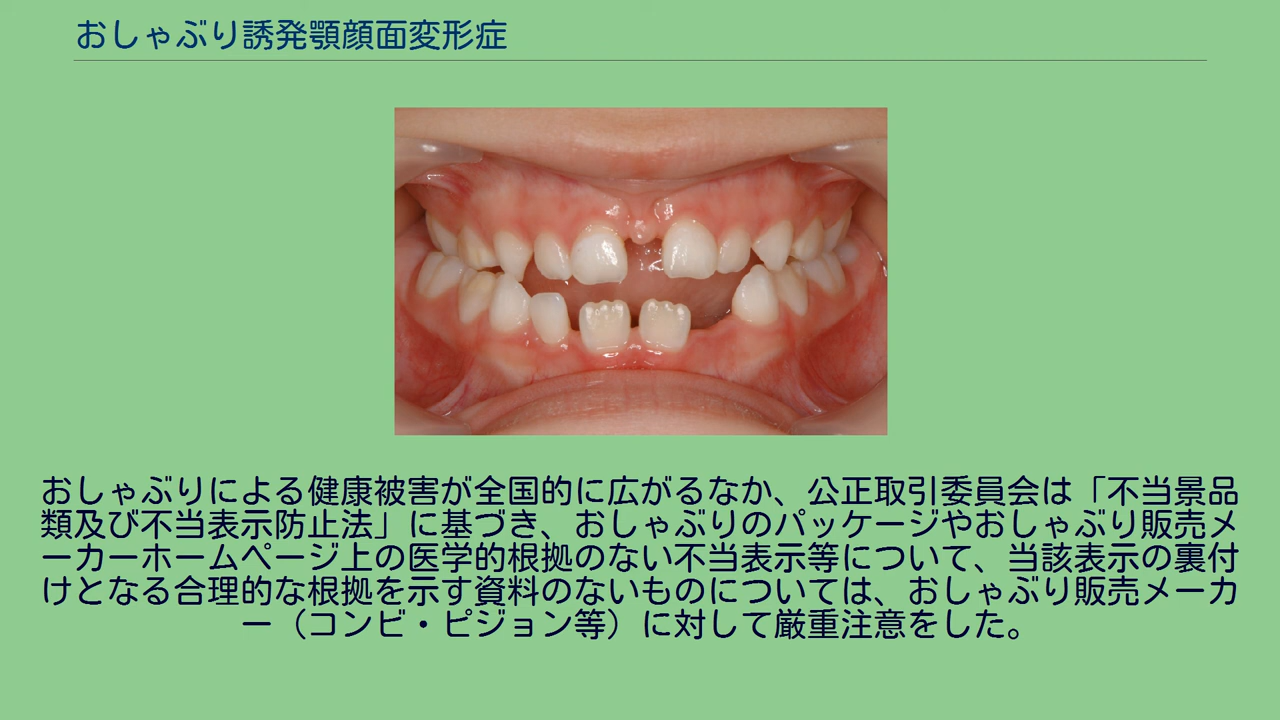 おしゃぶり誘発顎顔面変形症
おしゃぶりによる健康被害が全国的に広がるなか、公正取引委員会は「不当景品
類及び不当表示防止法」に基づき、おしゃぶりのパッケージやおしゃぶり販売メ
ーカーホームページ上の医学的根拠のない不当表示等について、当該表示の裏付
けとなる合理的な根拠を示す資料のないものについては、おしゃぶり販売メーカ
ー（コンビ・ピジョン等）に対して厳重注意をした。